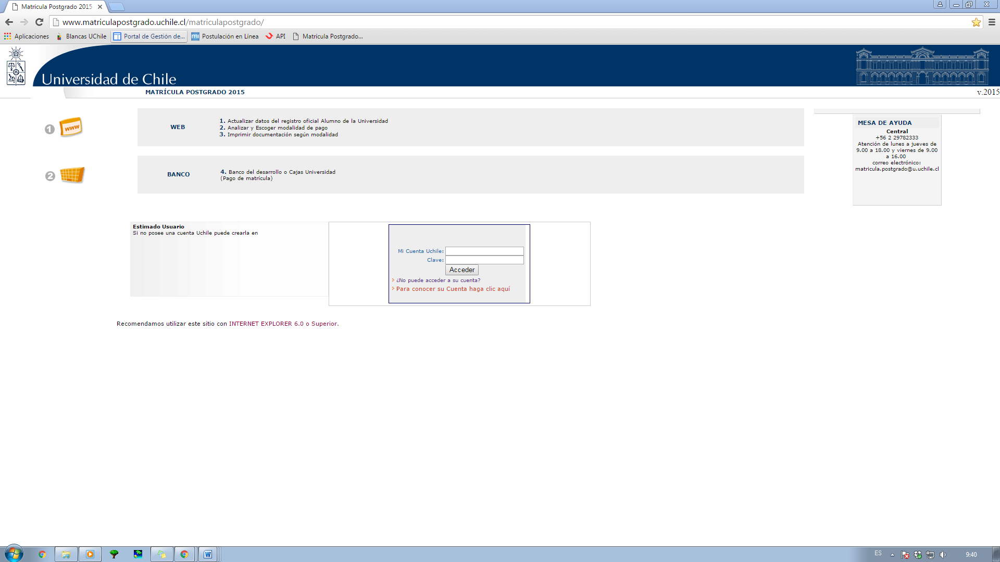 Matrícula Postgrado 2015
www.matriculapostgrado.uchile.cl/matriculapostgrado/
Aplicaciones
Blancas UChile
Portal de Gestión de...
mi
Postulación en Línea
API
Matrícula Postgrado...
Universidad de Chile
MATRÍCULA POSTGRADO 2015
v.2015
1
www
WEB
1. Actualizar datos del registro oficial Alumno de la Universidad
2. Analizar y Escoger modalidad de pago
3. Imprimir documentación según modalidad
2
BANCO
4. Banco del desarrollo o Cajas Universidad
(Pago de matrícula)
MESA DE AYUDA
Central
+56 2 29782333
Atención de lunes a jueves de
9.00 a 18.00 y viernes de 9.00
a 16.00
correo electrónico:
matricula.postgrado@u.uchile.cl
Estimado Usuario
Si no posee una cuenta Uchile puede crearla en
Mi Cuenta Uchile:
Clave:
Acceder
¿No puede acceder a su cuenta?
Para conocer su Cuenta haga clic aquí
Recomendamos utilizar este sitio con INTERNET EXPLORER 6.0 o Superior.
W
ES
9:40